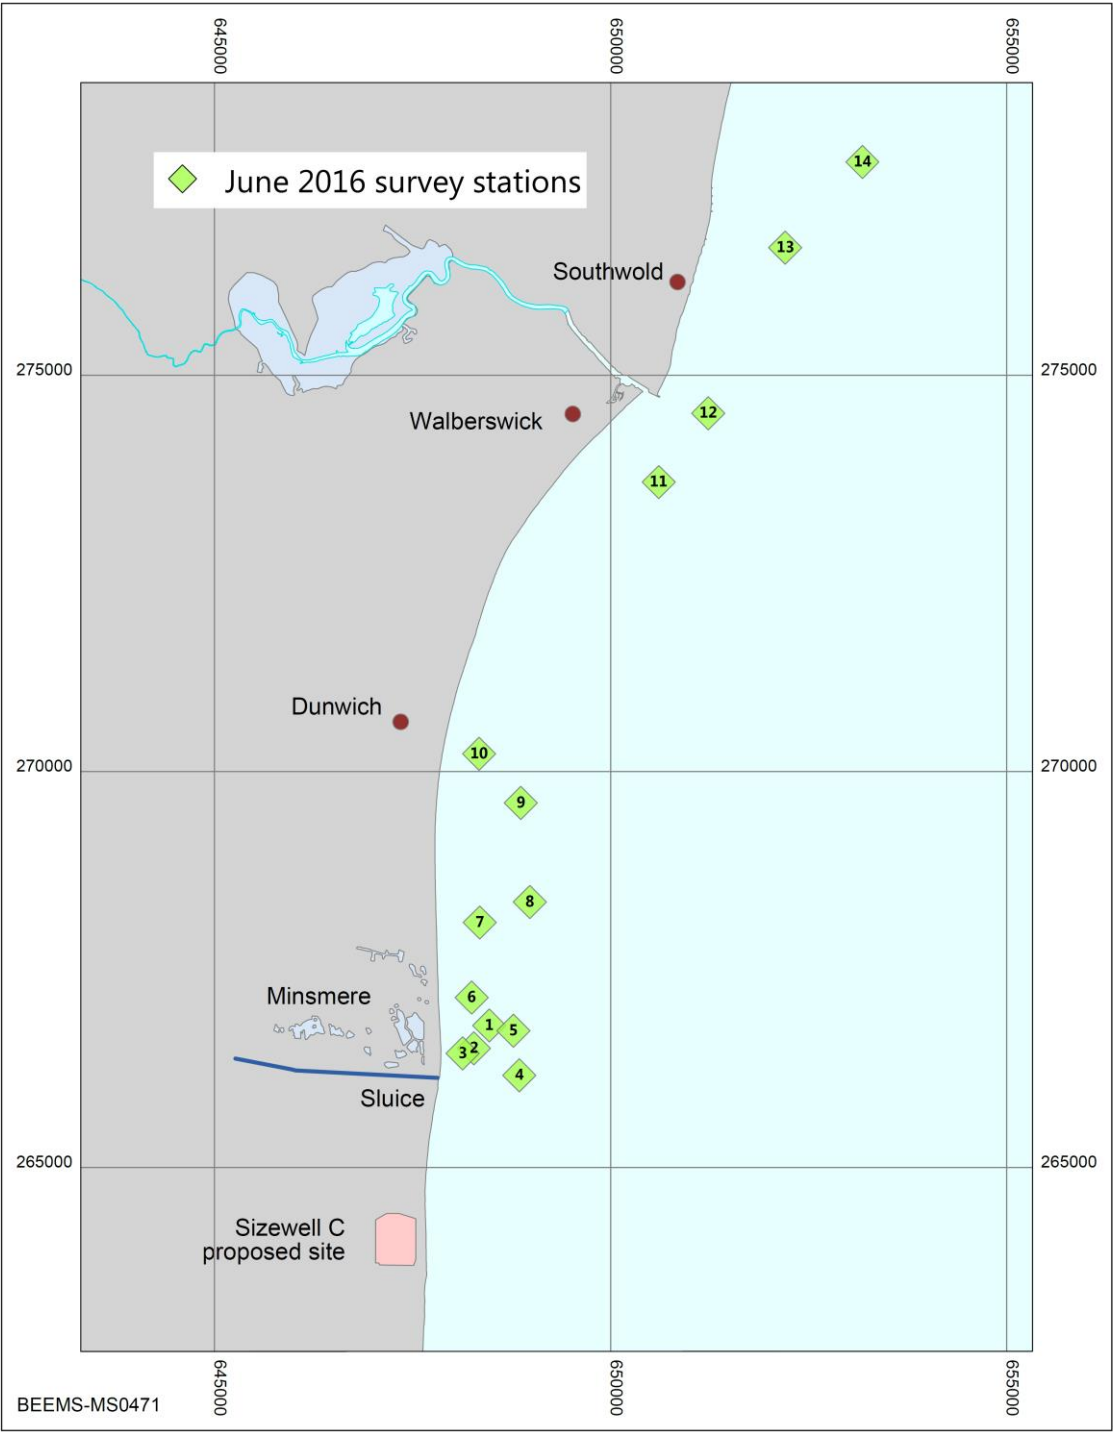 645000
650000
655000
14
June 2016 survey stations
13
Southwold
275000
275000
12
Walberswick
11
Dunwich
10
270000
270000
9
8
7
Minsmere
6
1
5
3
2
4
Sluice
265000
265000
Sizewell C
proposed site
645000
650000
655000
BEEMS-MS0471